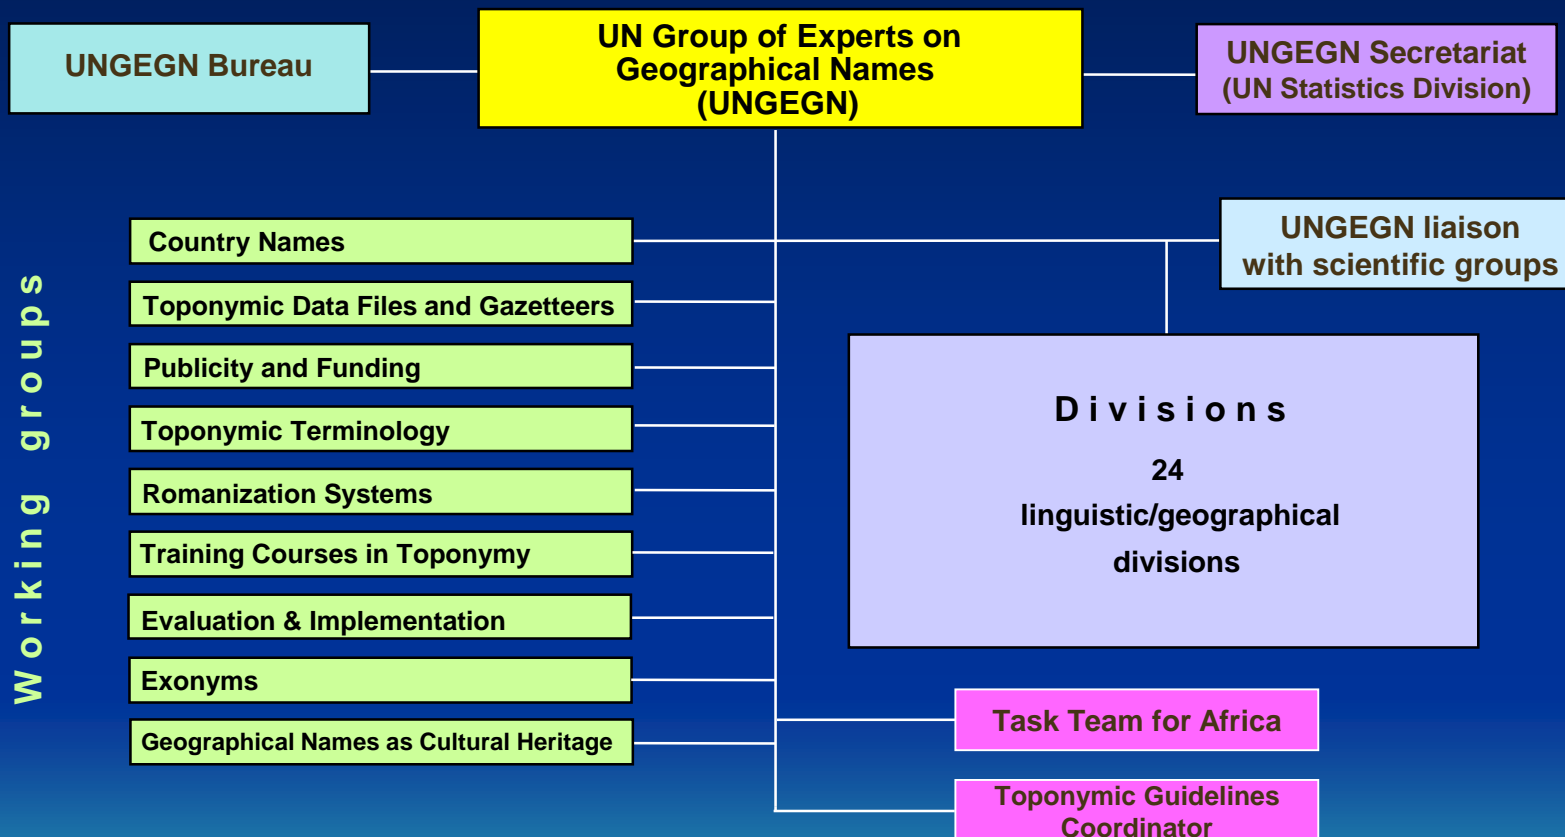 UNGEGN Bureau
UN Group of Experts on
Geographical Names
(UNGEGN)
UNGEGN Secretariat
(UN Statistics Division)
Working groups
Country Names
Toponymic Data Files and Gazetteers
Publicity and Funding
Toponymic Terminology
Romanization Systems
Training Courses in Toponymy
Evaluation & Implementation
Exonyms
Geographical Names as Cultural Heritage
UNGEGN liaison
with scientific groups
Divisions
24
linguistic/geographical
divisions
Task Team for Africa
Toponymic Guidelines
Coordinator